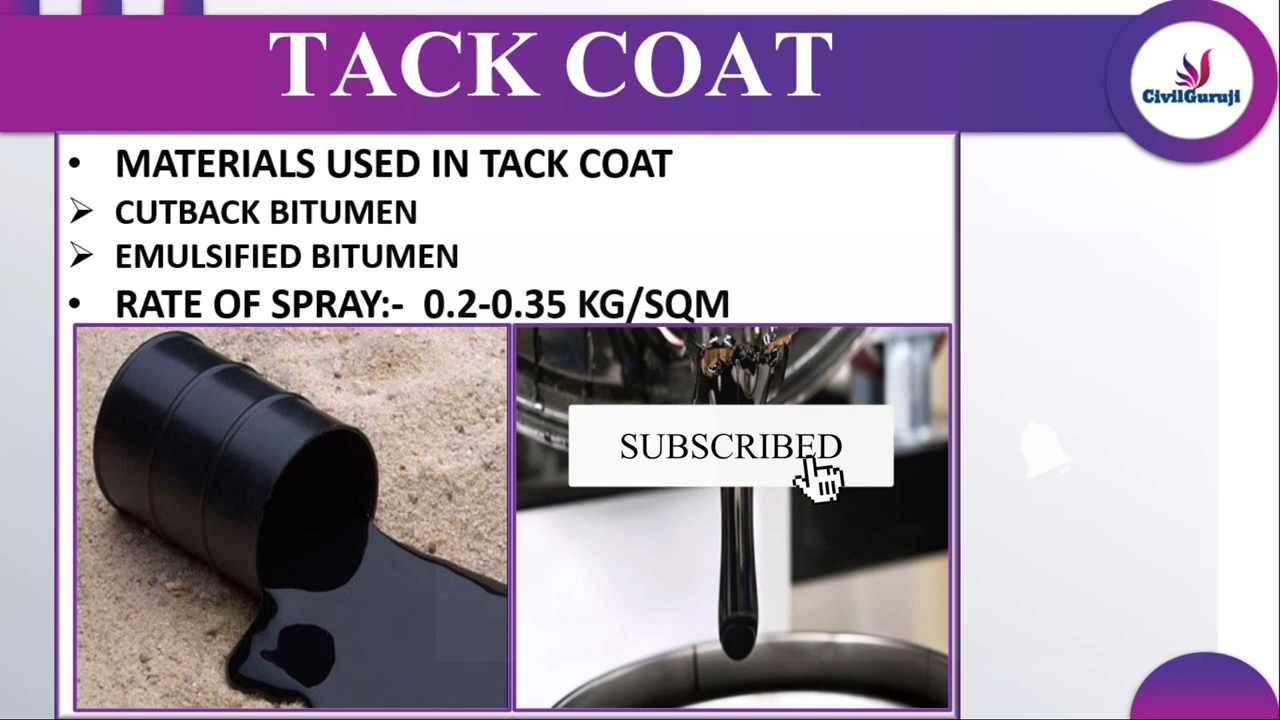 TACK COAT
CivilGuruji
• MATERIALS USED IN TACK COAT
➢ CUTBACK BITUMEN
➢ EMULSIFIED BITUMEN
• RATE OF SPRAY:- 0.2-0.35 KG/SQM
SUBSCRIBED